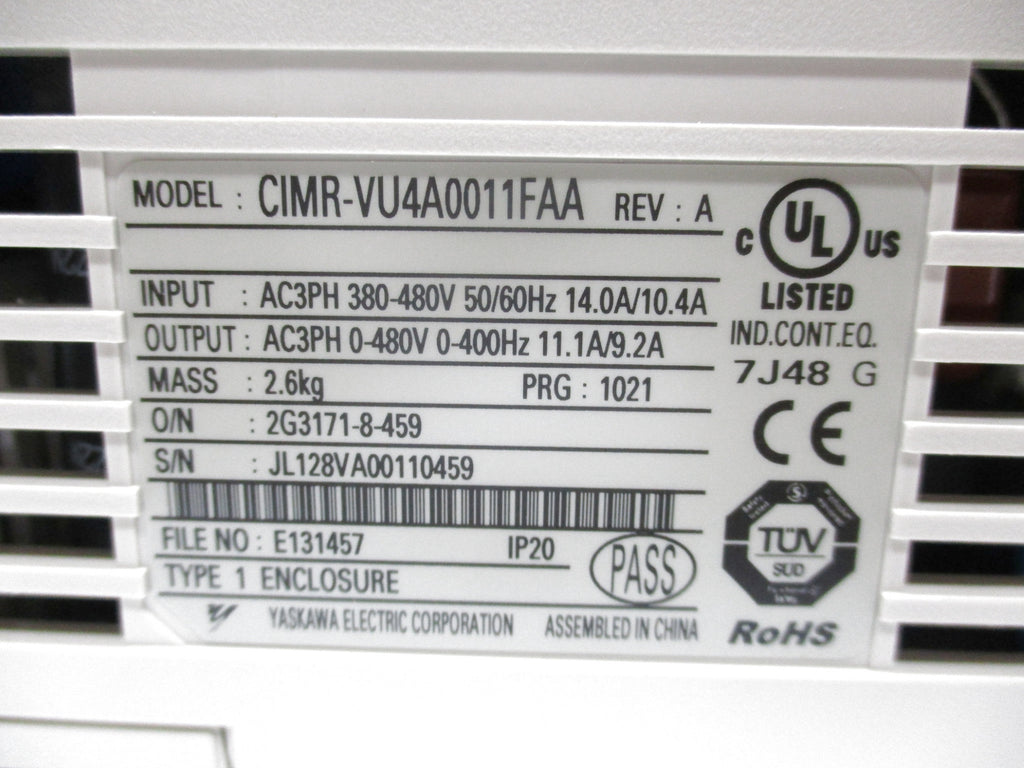 MODEL : CIMR-VU4A0011FAA REV : A
INPUT : AC3PH 380-480V 50/60Hz 14.0A/10.4A
OUTPUT : AC3PH 0-480V 0-400Hz 11.1A/9.2A
MASS : 2.6kg PRG : 1021
O/N : 2G3171-8-459
S/N : JL128VA00110459
FILE NO : E131457 IP20
TYPE 1 ENCLOSURE
PASS
YASKAWA ELECTRIC CORPORATION ASSEMBLED IN CHINA
C UL US
LISTED
IND.CONT.EQ.
7J48 G
CE
TÜV
SÜD
RoHS